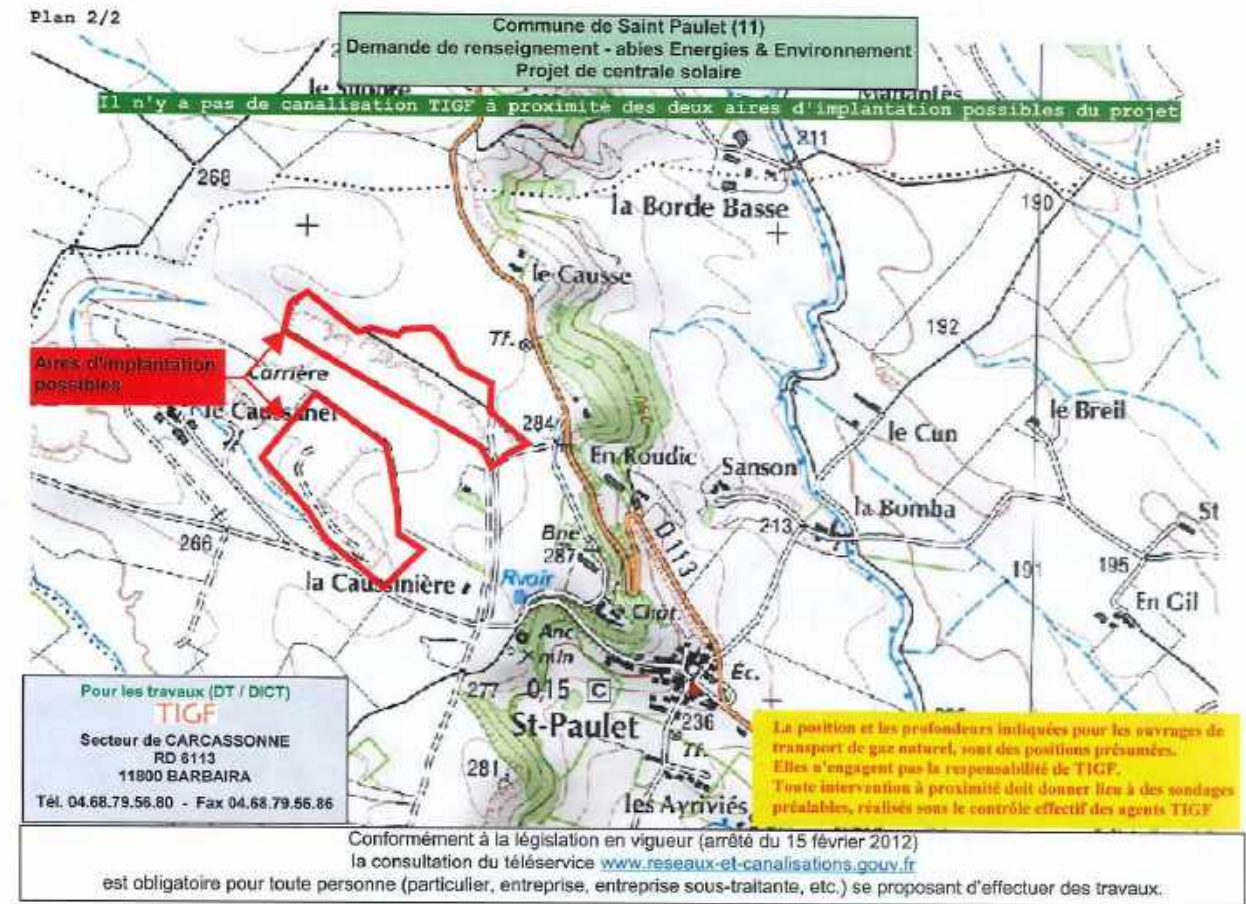 Plan 2/2
Commune de Saint Paulet (11)
Demande de renseignement - abies Energies & Environnement
Projet de centrale solaire
Il n'y a pas de canalisation TIGF à proximité des deux aires d'implantation possibles du projet
211
268
la Borde Basse
190
le Causse
192
Tf.
Aires d'implantation
possibles
Carrière
le Caussanel
le Breil
284
le Cun
En Roudic
Sanson
la Bomba
D113
213
St
266
Bne
287
191
195
la Caussinière
Rvoir
En Gil
Chât.
Anc
mln
Éc.
277
0,15
C
St-Paulet
236
Tf.
281
les Ayriviés
Pour les travaux (DT / DICT)
TIGF
Secteur de CARCASSONNE
RD 6113
11800 BARBAIRA
Tél. 04.68.79.56.80 - Fax 04.68.79.56.86
La position et les profondeurs indiquées pour les ouvrages de
transport de gaz naturel, sont des positions présumées.
Elles n'engagent pas la responsabilité de TIGF.
Toute intervention à proximité doit donner lieu à des sondages
préalables, réalisés sous le contrôle effectif des agents TIGF
Conformément à la législation en vigueur (arrêté du 15 février 2012)
la consultation du téléservice www.reseaux-et-canalisations.gouv.fr
est obligatoire pour toute personne (particulier, entreprise, entreprise sous-traitante, etc.) se proposant d'effectuer des travaux.